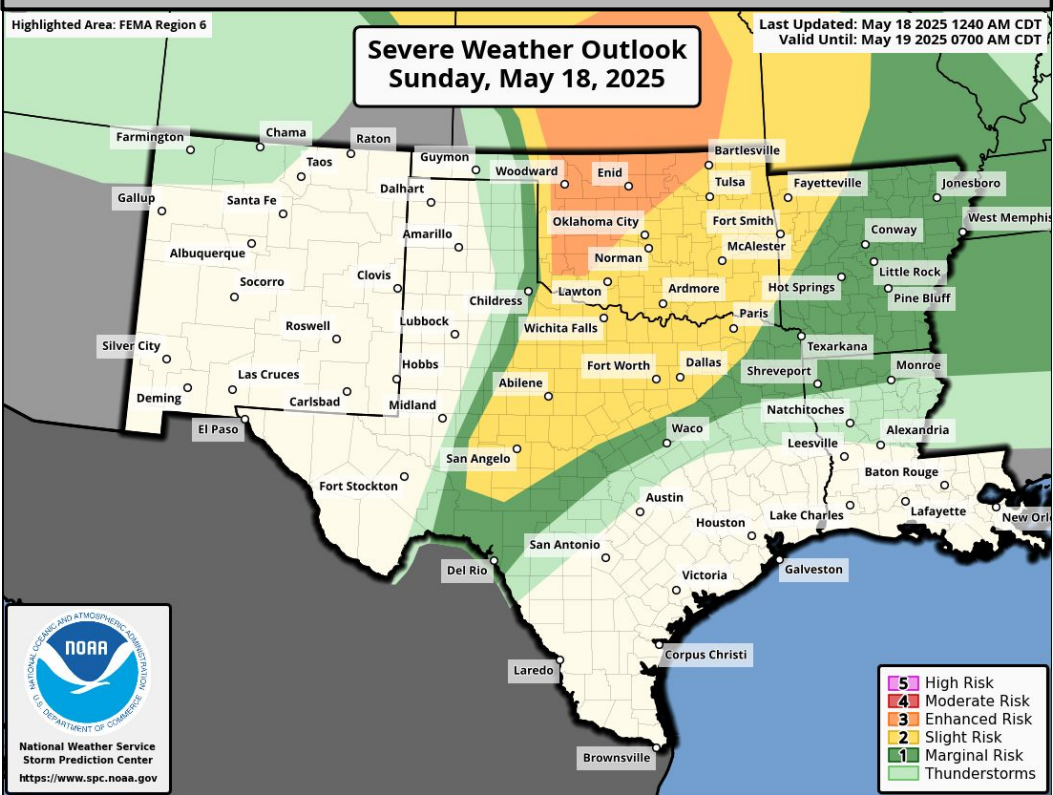 Highlighted Area: FEMA Region 6
Severe Weather Outlook
Sunday, May 18, 2025
Last Updated: May 18 2025 1240 AM CDT
Valid Until: May 19 2025 0700 AM CDT
Farmington
Chama
Raton
Taos
Guymon
Woodward
Enid
Bartlesville
Tulsa
Fayetteville
Jonesboro
Gallup
Santa Fe
Dalhart
Oklahoma City
Fort Smith
West Memphis
Albuquerque
Amarillo
Norman
McAlester
Conway
Little Rock
Socorro
Clovis
Childress
Lawton
Ardmore
Hot Springs
Pine Bluff
Roswell
Lubbock
Wichita Falls
Paris
Texarkana
Silver City
Hobbs
Fort Worth
Dallas
Shreveport
Monroe
Las Cruces
Deming
Carlsbad
Midland
Abilene
Natchitoches
El Paso
Waco
Alexandria
Leesville
San Angelo
Fort Stockton
Baton Rouge
Austin
Lake Charles
Lafayette
New Orl
Houston
San Antonio
Del Rio
Galveston
Victoria
Corpus Christi
Laredo
Brownsville
NATIONAL OCEANIC AND ATMOSPHERIC ADMINISTRATION
NOAA
U.S. DEPARTMENT OF COMMERCE
National Weather Service
Storm Prediction Center
https://www.spc.noaa.gov
5 High Risk
4 Moderate Risk
3 Enhanced Risk
2 Slight Risk
1 Marginal Risk
Thunderstorms